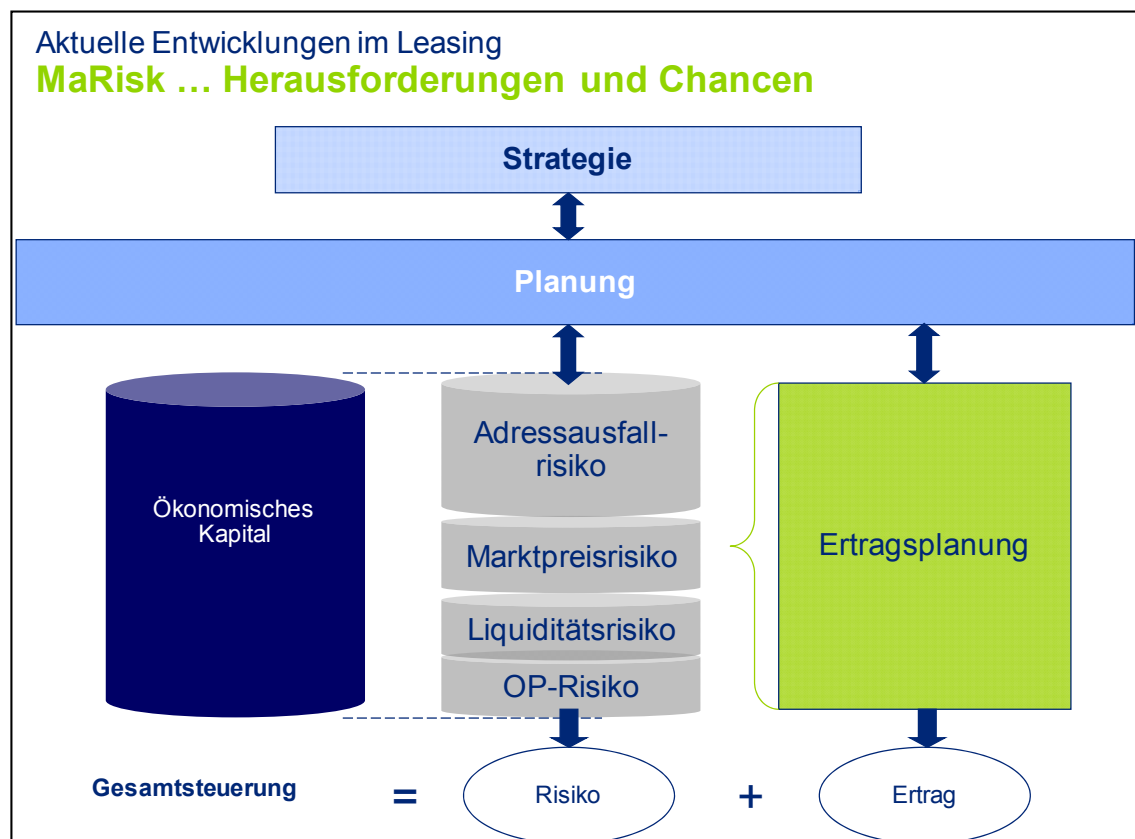 Aktuelle Entwicklungen im Leasing
MaRisk … Herausforderungen und Chancen
Strategie
Planung
Ökonomisches
Kapital
Adressausfall-
risiko
Marktpreisrisiko
Liquiditätsrisiko
OP-Risiko
Ertragsplanung
Gesamtsteuerung = Risiko + Ertrag